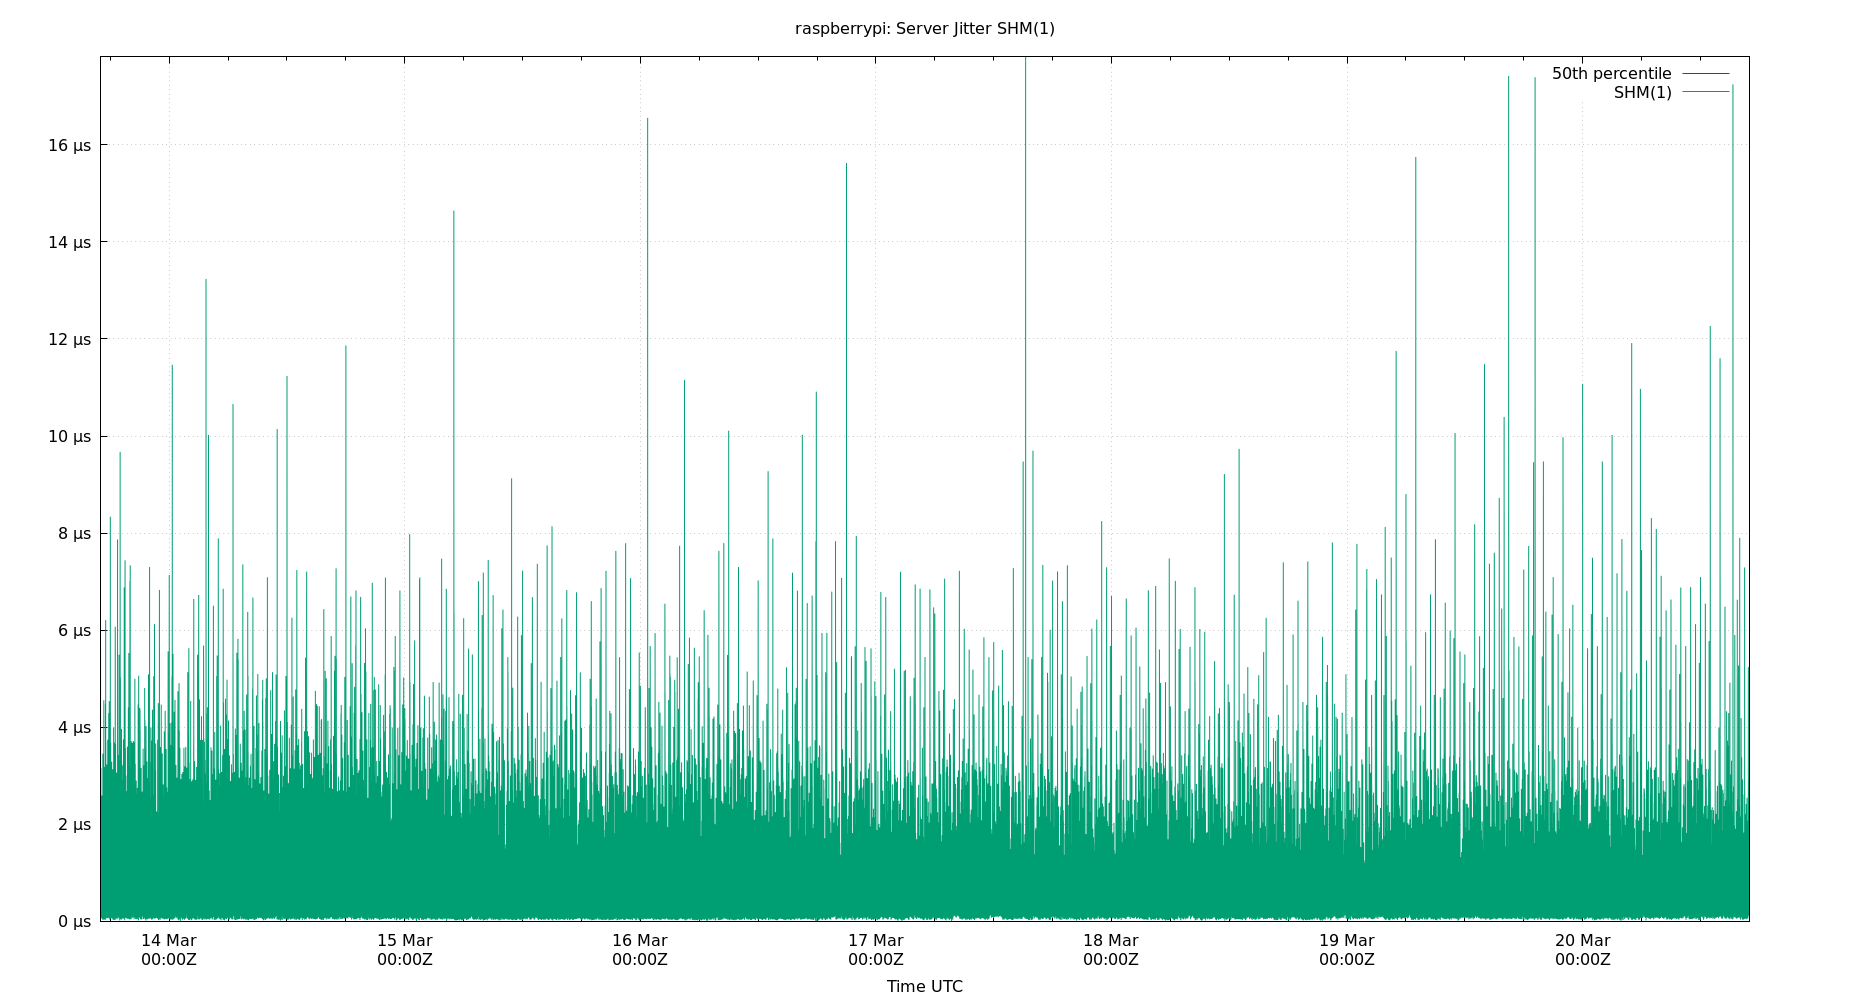 raspberrypi: Server Jitter SHM(1)
50th percentile
SHM(1)
16 µs
14 µs
12 µs
10 µs
8 µs
6 µs
4 µs
2 µs
0 µs
14 Mar 15 Mar 16 Mar 17 Mar 18 Mar 19 Mar 20 Mar
00:00Z 00:00Z 00:00Z 00:00Z 00:00Z 00:00Z 00:00Z
Time UTC